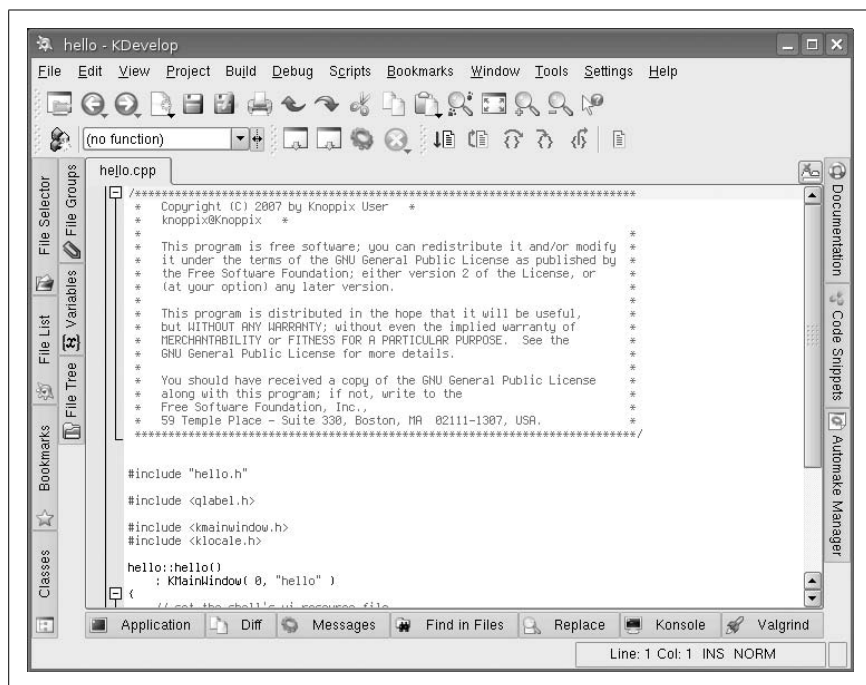 hello - KDevelop
File Edit View Project Build Debug Scripts Bookmarks Window Tools Settings Help
(no function)
hello.cpp
File Selector
File List
Bookmarks
Classes
File Groups
Variables
File Tree
/******************************************************************************
 *   Copyright (C) 2007 by Knoppix User   *
 *   knoppix@Knoppix   *
 *                                                                         *
 *   This program is free software; you can redistribute it and/or modify  *
 *   it under the terms of the GNU General Public License as published by  *
 *   the Free Software Foundation; either version 2 of the License, or     *
 *   (at your option) any later version.                                   *
 *                                                                         *
 *   This program is distributed in the hope that it will be useful,       *
 *   but WITHOUT ANY WARRANTY; without even the implied warranty of        *
 *   MERCHANTABILITY or FITNESS FOR A PARTICULAR PURPOSE.  See the         *
 *   GNU General Public License for more details.                          *
 *                                                                         *
 *   You should have received a copy of the GNU General Public License     *
 *   along with this program; if not, write to the                         *
 *   Free Software Foundation, Inc.,                                       *
 *   59 Temple Place - Suite 330, Boston, MA  02111-1307, USA.             *
 ******************************************************************************/
#include "hello.h"
#include <qlabel.h>
#include <kmainwindow.h>
#include <klocale.h>
hello::hello()
    : KMainWindow( 0, "hello" )
{
// set the shell's ui resource file
Documentation
Code Snippets
Automake Manager
Application Diff Messages Find in Files Replace Konsole Valgrind
Line: 1 Col: 1 INS NORM